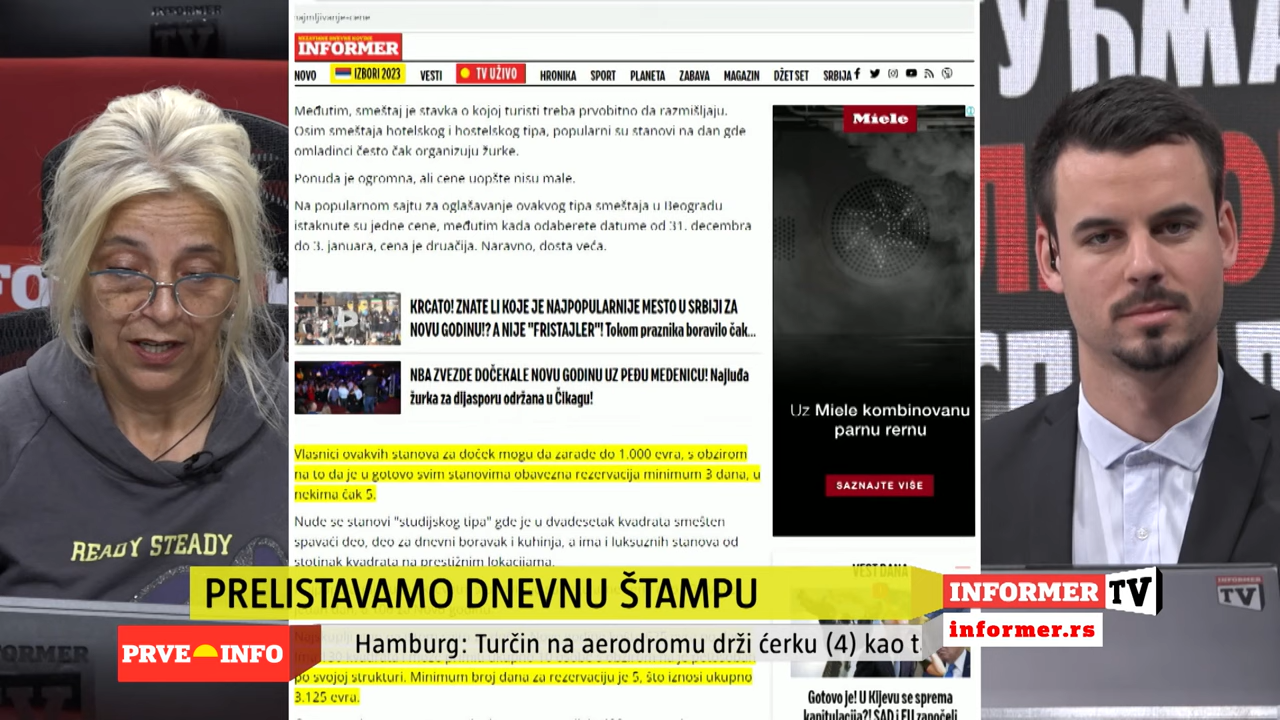 najmljivanje-cene
INFORMER
NOVO IZBORI 2023 VESTI TV UŽIVO HRONIKA SPORT PLANETA ZABAVA MAGAZIN DŽET SET SRBIJA
Međutim, smeštaj je stavka o kojoj turisti treba prvobitno da razmišljaju.
Osim smeštaja hotelskog i hostelskog tipa, popularni su stanovi na dan gde
omladinci često čak organizuju žurke.
Ponuda je ogromna, ali cene uopšte nisu male.
Na popularnom sajtu za oglašavanje ovakvog tipa smeštaja u Beogradu
istaknute su jedne cene, međutim kada odaberete datume od 31. decembra
do 3. januara, cena je druačija. Naravno, dosta veća.
KRCATO! ZNATE LI KOJE JE NAJPOPULARNIJE MESTO U SRBIJI ZA
NOVU GODINU!? A NIJE "FRISTAJLER"! Tokom praznika boravilo čak...
NBA ZVEZDE DOČEKALE NOVU GODINU UZ PEĐU MEDENICU! Najluđa
žurka za dijasporu održana u Čikagu!
Vlasnici ovakvih stanova za doček mogu da zarade do 1.000 evra, s obzirom
na to da je u gotovo svim stanovima obavezna rezervacija minimum 3 dana, u
nekima čak 5.
Nude se stanovi "studijskog tipa" gde je u dvadesetak kvadrata smešten
spavaći deo, deo za dnevni boravak i kuhinja, a ima i luksuznih stanova od
stotinak kvadrata na prestižnim lokacijama.
po svojoj strukturi. Minimum broj dana za rezervaciju je 5, što iznosi ukupno
3.125 evra.
Miele
Uz Miele kombinovanu
parnu rernu
SAZNAJTE VIŠE
VEST DANA
Gotovo je! U Kijevu se sprema
kapitulacija?! SAD i EU započeli
READY STEADY
PRELISTAVAMO DNEVNU ŠTAMPU
INFORMER TV
informer.rs
PRVE INFO
Hamburg: Turčin na aerodromu drži ćerku (4) kao t
INFORMER
TV
INFORMER
TV